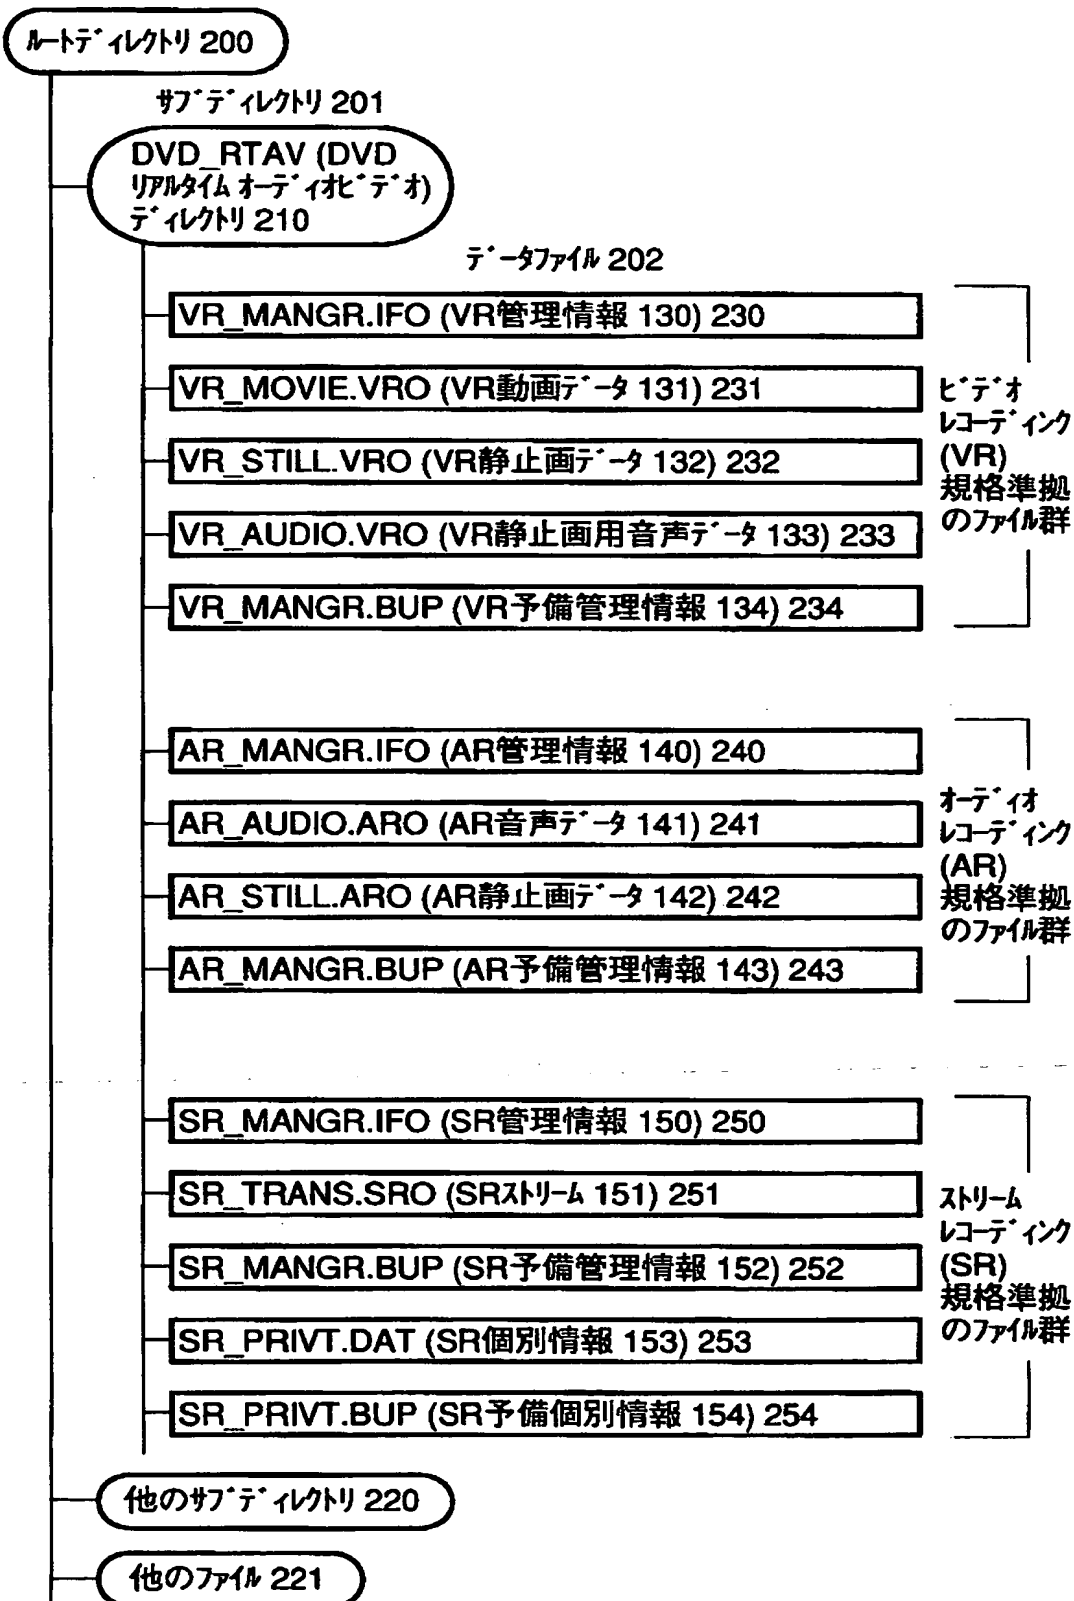 ルートディレクトリ 200
サブディレクトリ 201
DVD_RTAV (DVD
リアルタイム オーディオビデオ)
ディレクトリ 210
データファイル 202
VR_MANGR.IFO (VR管理情報 130) 230
VR_MOVIE.VRO (VR動画データ 131) 231
VR_STILL.VRO (VR静止画データ 132) 232
VR_AUDIO.VRO (VR静止画用音声データ 133) 233
VR_MANGR.BUP (VR予備管理情報 134) 234
ビデオ
レコーディング
(VR)
規格準拠
のファイル群
AR_MANGR.IFO (AR管理情報 140) 240
AR_AUDIO.ARO (AR音声データ 141) 241
AR_STILL.ARO (AR静止画データ 142) 242
AR_MANGR.BUP (AR予備管理情報 143) 243
オーディオ
レコーディング
(AR)
規格準拠
のファイル群
SR_MANGR.IFO (SR管理情報 150) 250
SR_TRANS.SRO (SRストリーム 151) 251
SR_MANGR.BUP (SR予備管理情報 152) 252
SR_PRIVT.DAT (SR個別情報 153) 253
SR_PRIVT.BUP (SR予備個別情報 154) 254
ストリーム
レコーディング
(SR)
規格準拠
のファイル群
他のサブディレクトリ 220
他のファイル 221